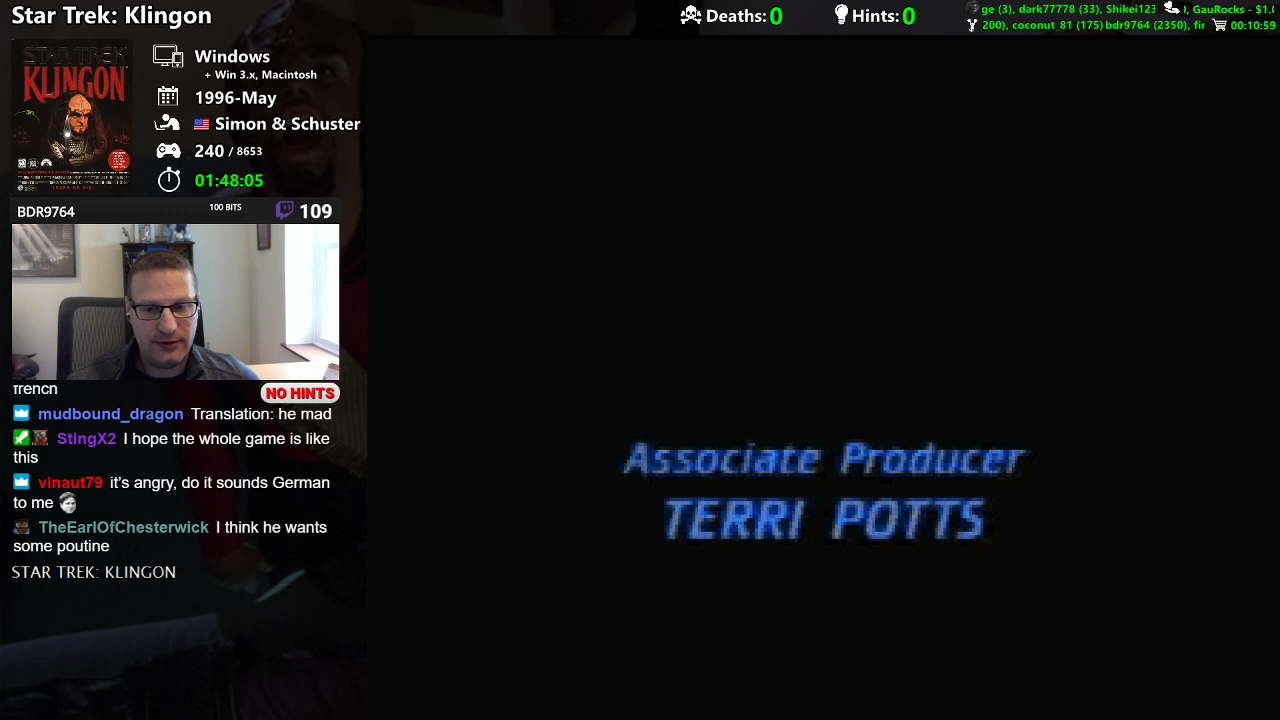 Star Trek: Klingon
Deaths: 0
Hints: 0
ge (3), dark77778 (33), Shikei123
), GauRocks - $1.
200), coconut_81 (175) bdr9764 (2350), fir
00:10:59
STAR TREK
KLINGON
Windows
+ Win 3.x, Macintosh
1996-May
Simon & Schuster
240 / 8653
01:48:05
BDR9764
100 BITS
109
french
NO HINTS
mudbound_dragon Translation: he mad
StingX2 I hope the whole game is like
this
vinaut79 it's angry, do it sounds German
to me
TheEarlOfChesterwick I think he wants
some poutine
STAR TREK: KLINGON
Associate Producer
TERRI POTTS